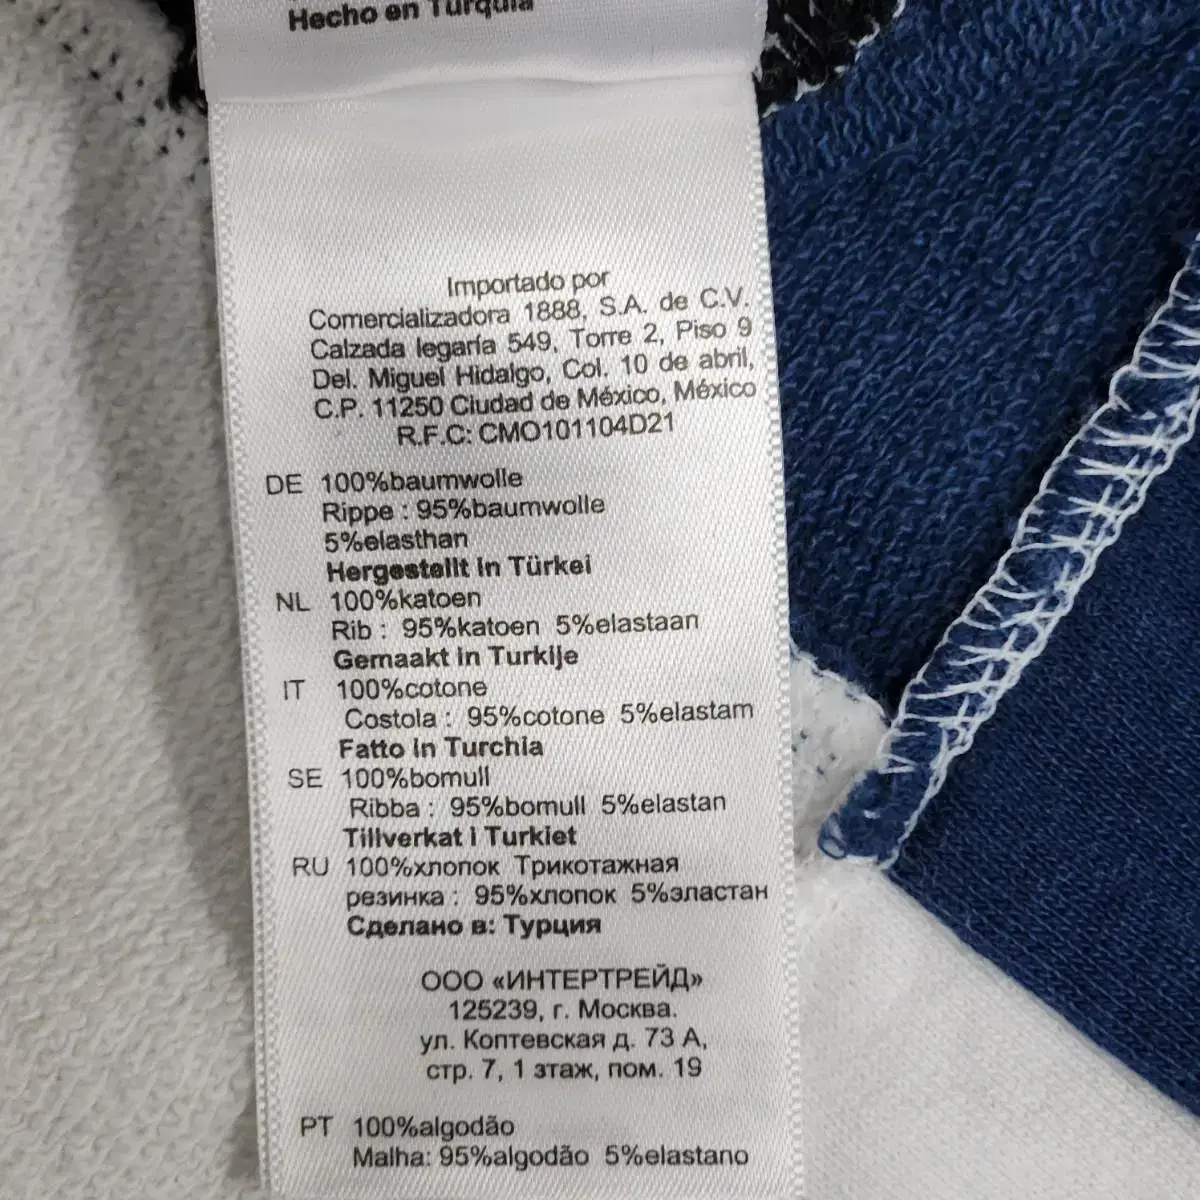 Hecho en Turquía
Importado por
Comercializadora 1888, S.A. de C.V.
Calzada legaría 549, Torre 2, Piso 9
Del. Miguel Hidalgo, Col. 10 de abril,
C.P. 11250 Ciudad de México, México
R.F.C: CMO101104D21
DE 100%baumwolle
Rippe : 95%baumwolle
5%elasthan
Hergestellt in Türkei
NL 100%katoen
Rib : 95%katoen 5%elastaan
Gemaakt in Turkije
IT 100%cotone
Costola : 95%cotone 5%elastam
Fatto in Turchia
SE 100%bomull
Ribba : 95%bomull 5%elastan
Tillverkat i Turkiet
RU 100%хлопок Трикотажная
резинка : 95%хлопок 5%эластан
Сделано в: Турция
ООО «ИНТЕРТРЕЙД»
125239, г. Москва.
ул. Коптевская д. 73 А,
стр. 7, 1 этаж, пом. 19
PT 100%algodão
Malha: 95%algodão 5%elastano